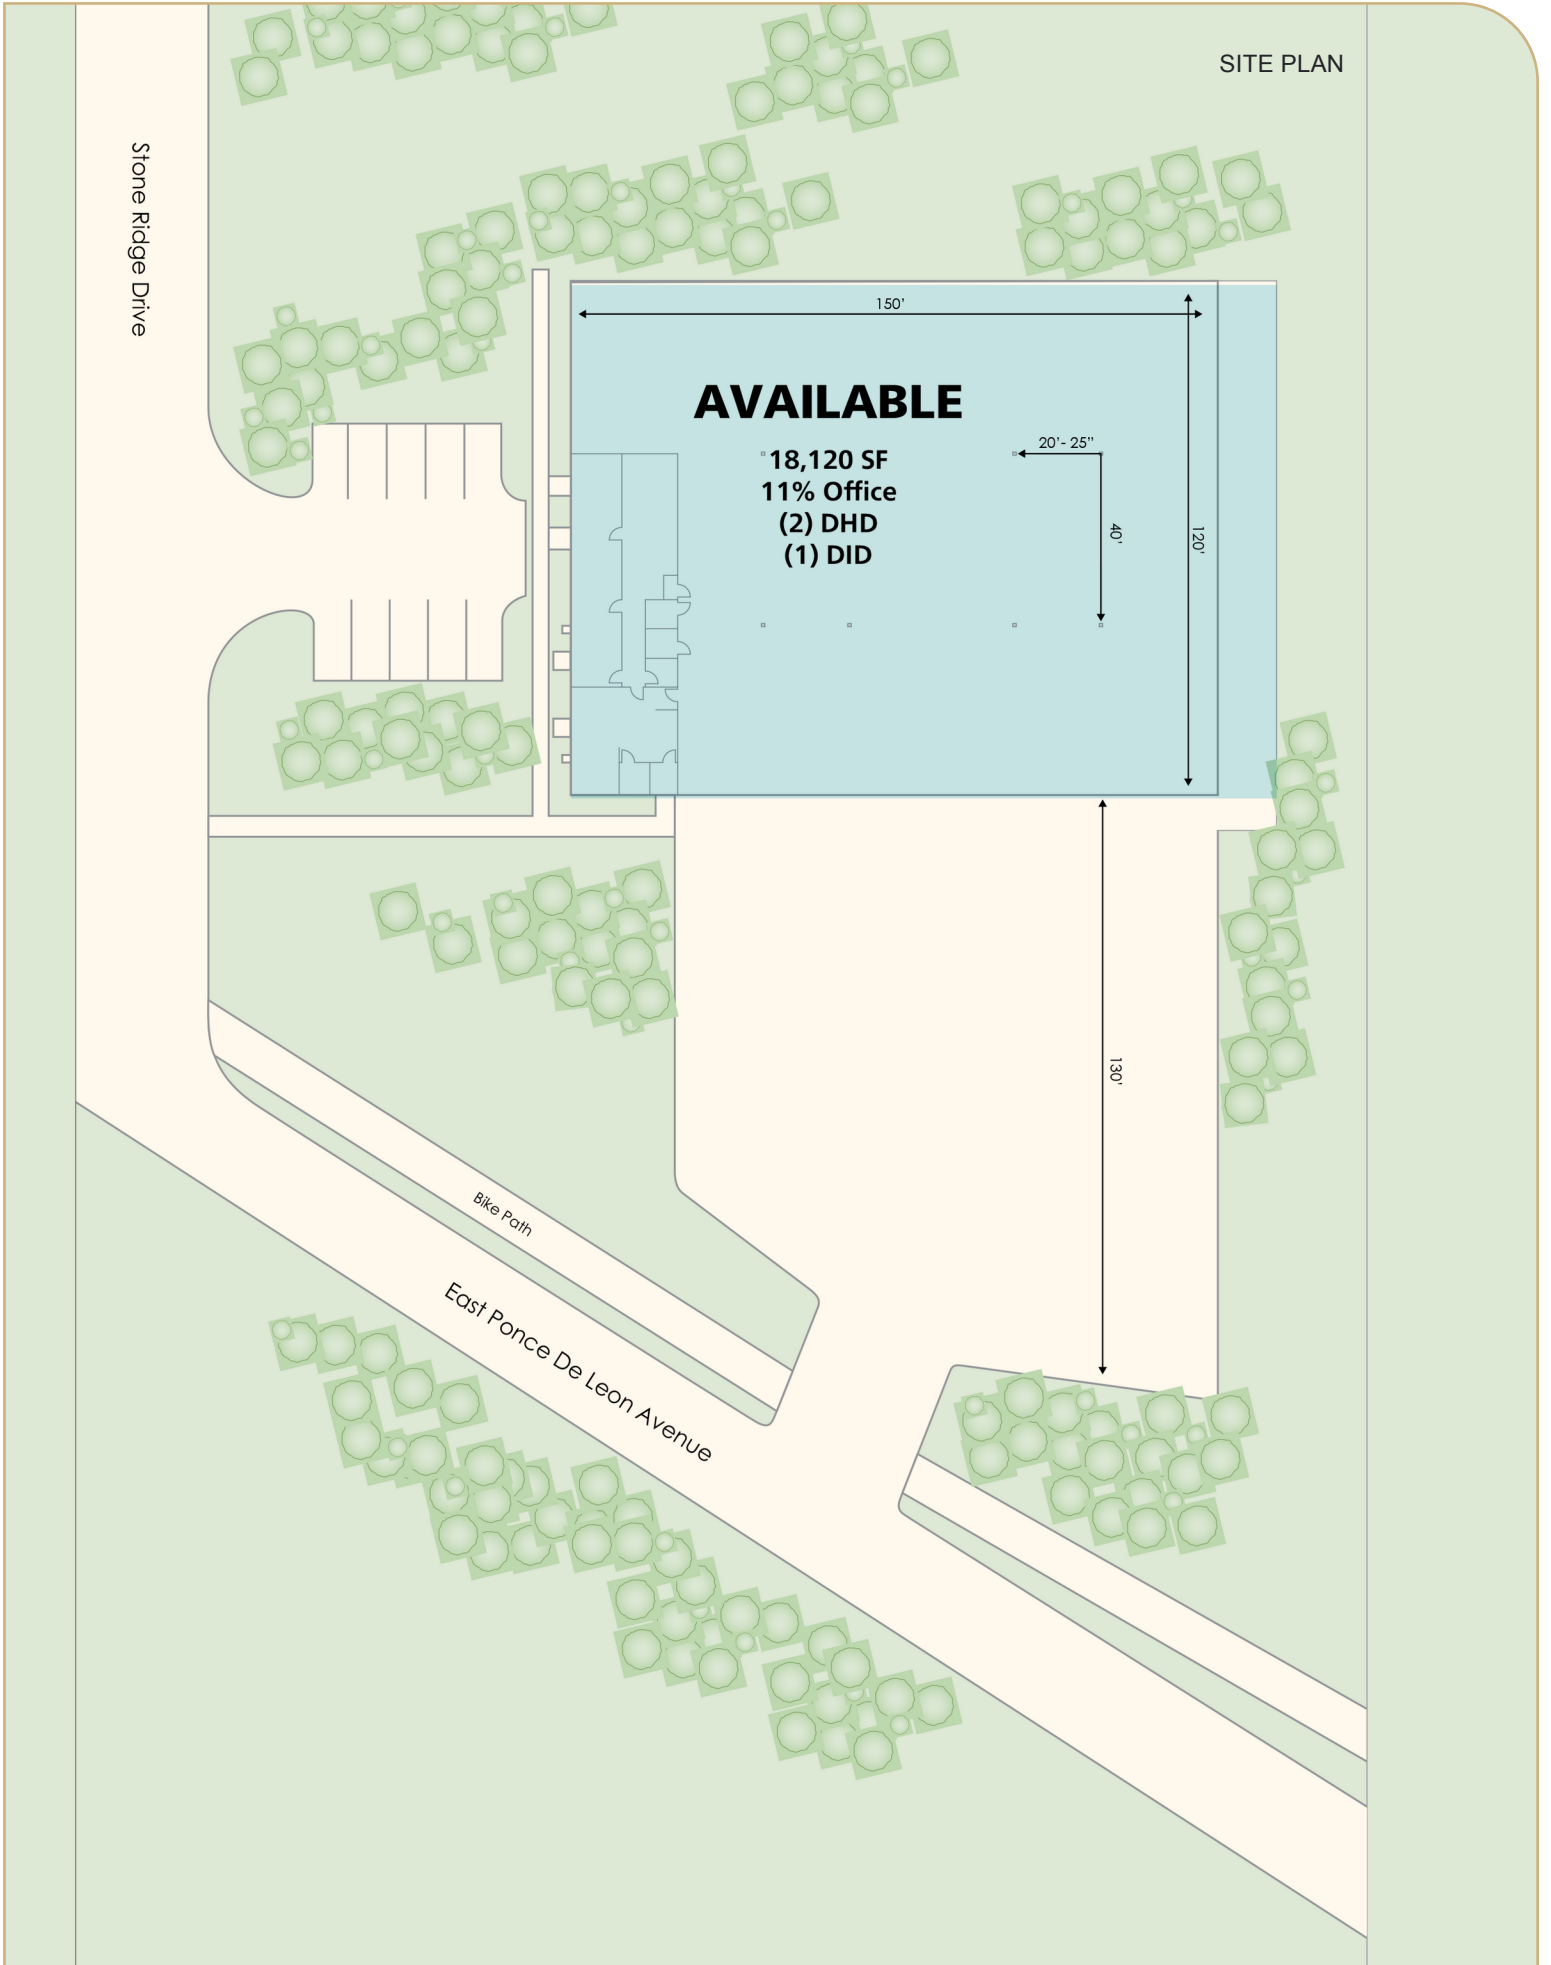 SITE PLAN
Stone Ridge Drive
150'
AVAILABLE
20'- 25"
18,120 SF
11% Office
(2) DHD
(1) DID
40'
120'
130'
Bike Path
East Ponce De Leon Avenue